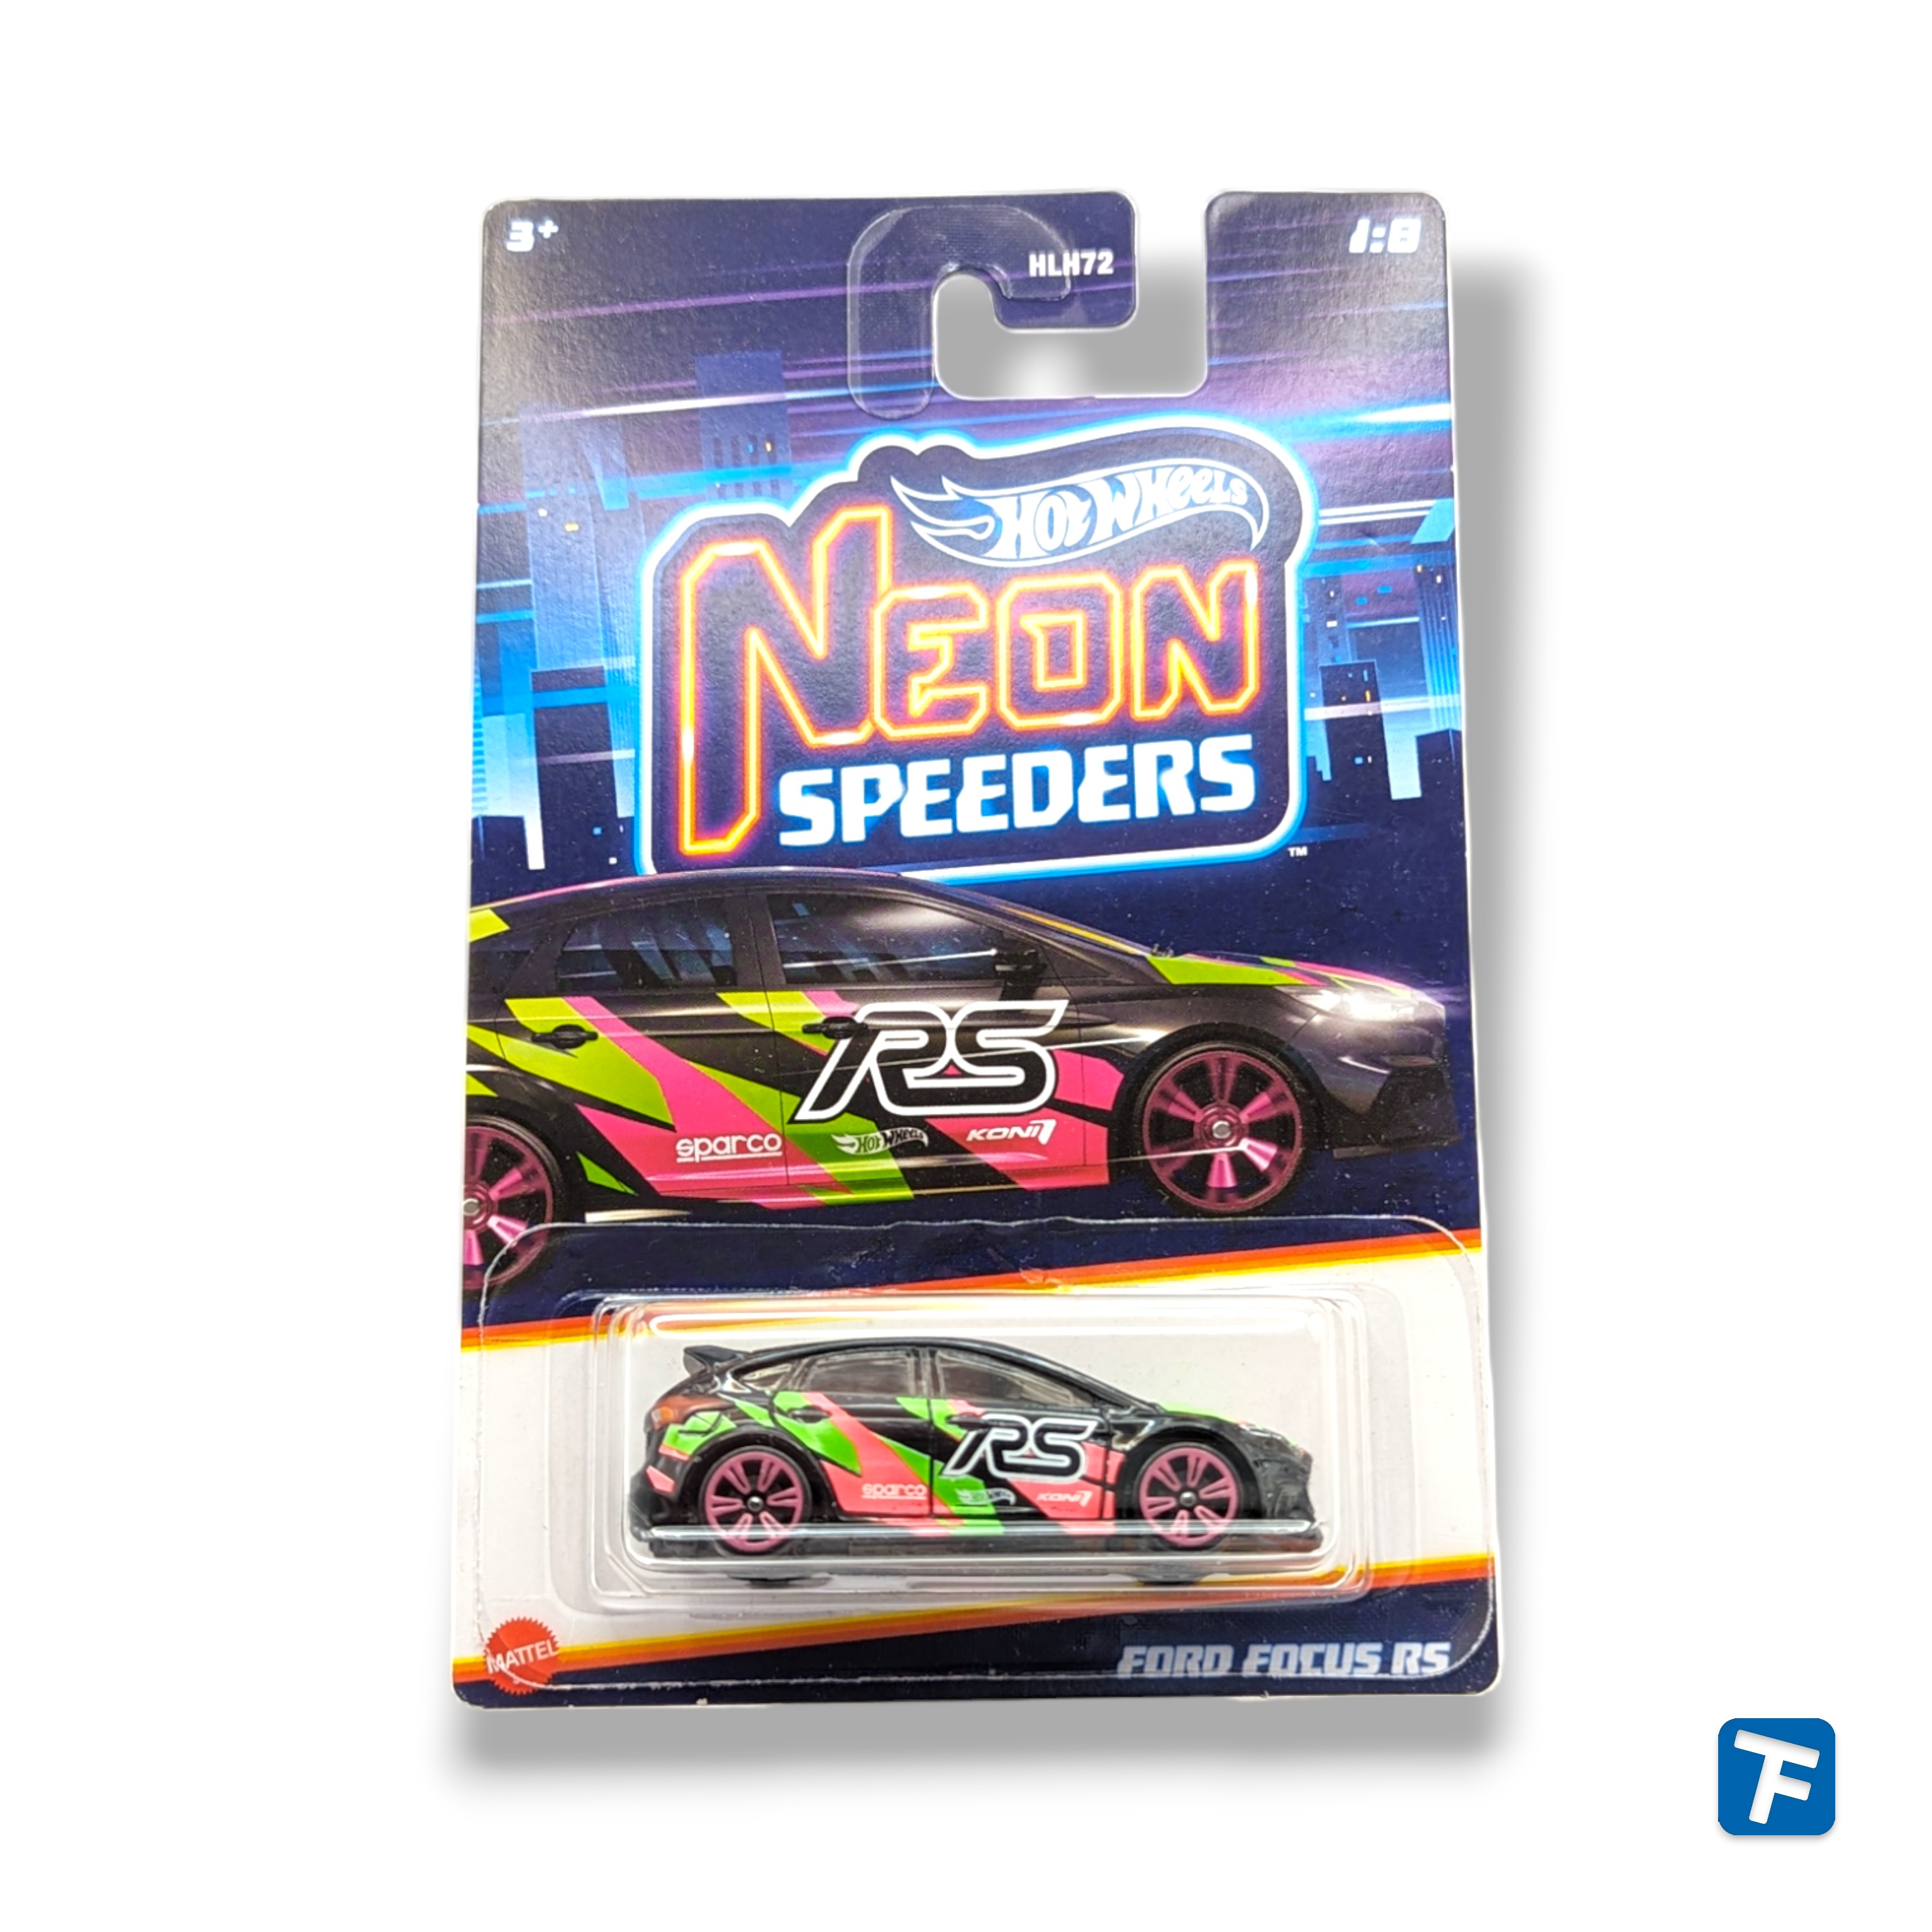 3+
1:8
HLH72
HOT WHEELS
NEON
SPEEDERS
™
RS
sparco
HOT WHEELS
KONI
RS
sparco
KONI
MATTEL
FORD FOCUS RS
TF